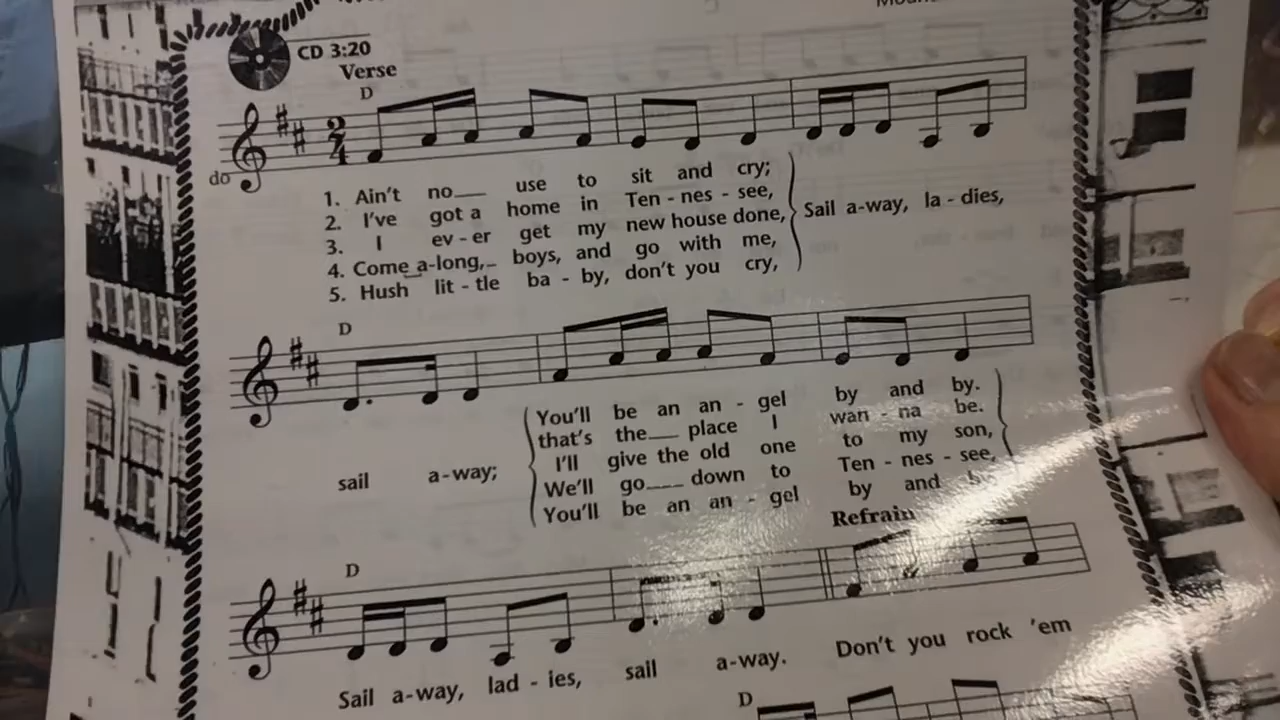 CD 3:20
Verse
D
do
2
4
1. Ain't no___ use to sit and cry;
2. I've got a home in Ten - nes - see,
3. I ev - er get my new house done,
4. Come a-long,_ boys, and go with me,
5. Hush lit - tle ba - by, don't you cry,
Sail a-way, la - dies,
D
sail a-way;
You'll be an an - gel by and by.
that's the___ place I wan - na be.
I'll give the old one to my son,
We'll go___ down to Ten - nes - see,
You'll be an an - gel by and
Refrain
D
Sail a-way, lad - ies, sail a-way. Don't you rock 'em
D